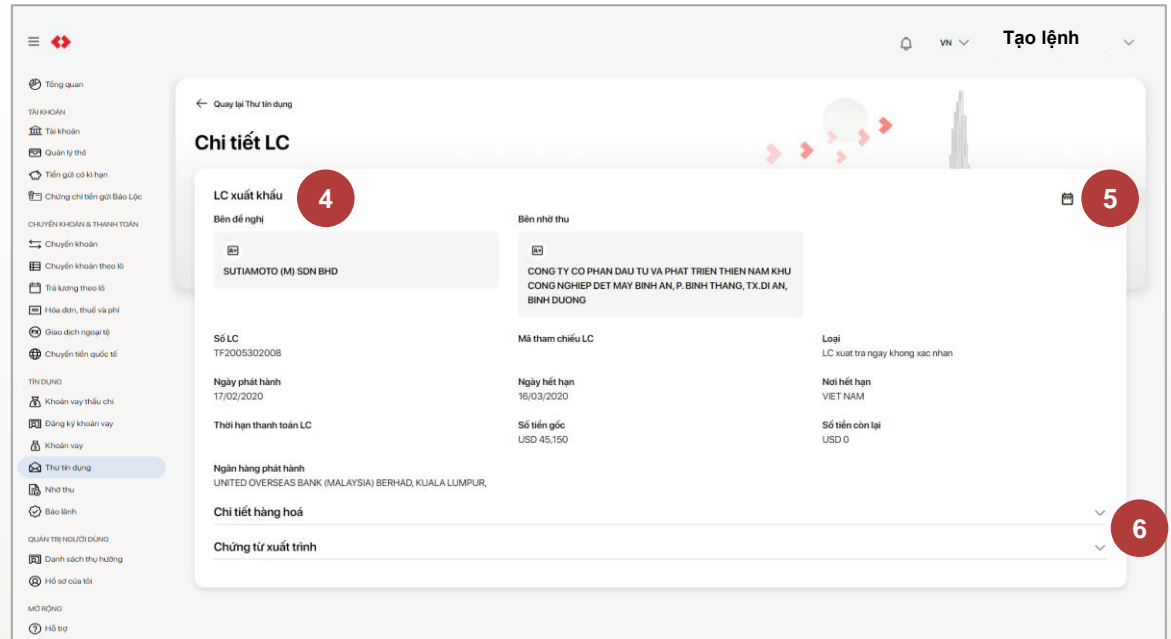 VN
Tạo lệnh
Tổng quan
TÀI KHOẢN
Tài khoản
Quản lý thẻ
Tiền gửi có kì hạn
Chứng chỉ tiền gửi Bảo Lộc
CHUYỂN KHOẢN & THANH TOÁN
Chuyển khoản
Chuyển khoản theo lô
Trả lương theo lô
Hóa đơn, thuế và phí
Giao dịch ngoại tệ
Chuyển tiền quốc tế
TÍN DỤNG
Khoản vay thấu chi
Đăng ký khoản vay
Khoản vay
Thư tín dụng
Nhờ thu
Bảo lãnh
QUẢN TRỊ NGƯỜI DÙNG
Danh sách thụ hưởng
Hồ sơ của tôi
MỞ RỘNG
Hỗ trợ
Quay lại Thư tín dụng
Chi tiết LC
LC xuất khẩu
4
5
Bên đề nghị
Bên nhờ thu
SUTIAMOTO (M) SDN BHD
CONG TY CO PHAN DAU TU VA PHAT TRIEN THIEN NAM KHU
CONG NGHIEP DET MAY BINH AN, P. BINH THANG, TX.DI AN,
BINH DUONG
Số LC
Mã tham chiếu LC
Loại
TF2005302008
LC xuat tra ngay khong xac nhan
Ngày phát hành
Ngày hết hạn
Nơi hết hạn
17/02/2020
16/03/2020
VIET NAM
Thời hạn thanh toán LC
Số tiền gốc
Số tiền còn lại
USD 45,150
USD 0
Ngân hàng phát hành
UNITED OVERSEAS BANK (MALAYSIA) BERHAD, KUALA LUMPUR,
Chi tiết hàng hoá
6
Chứng từ xuất trình